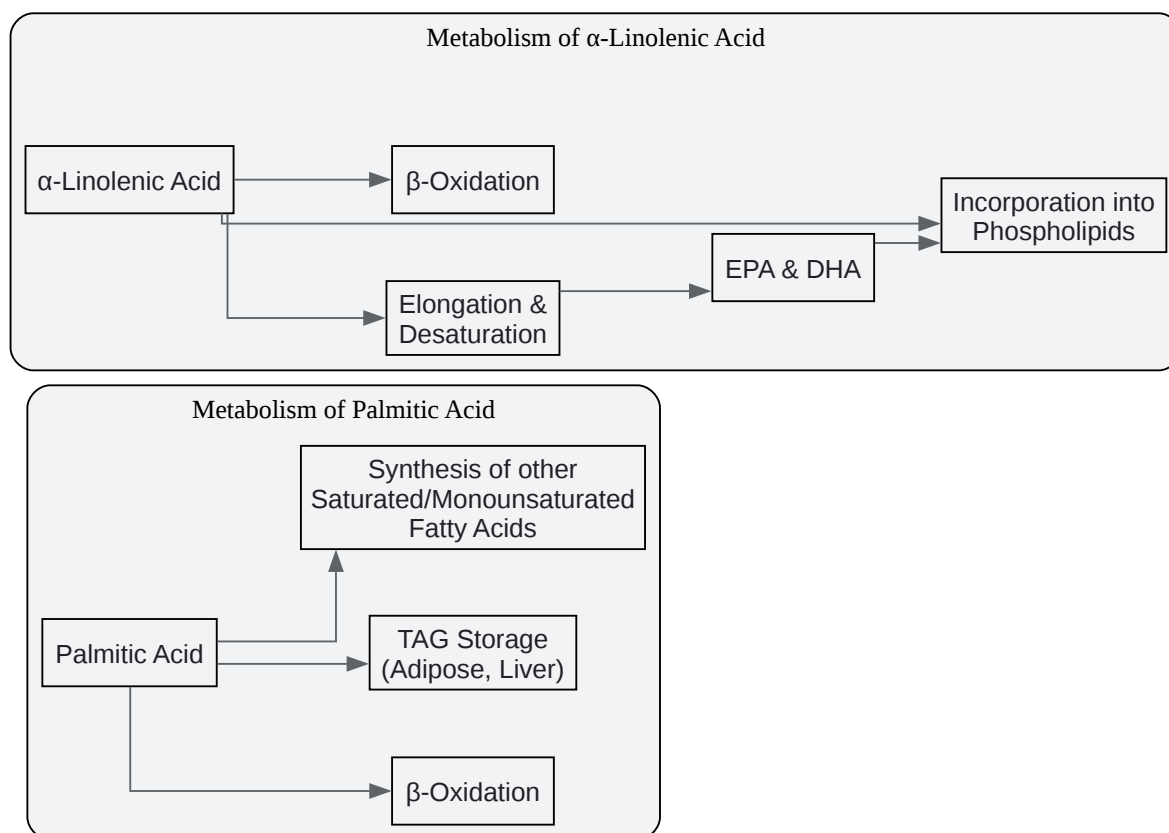 Metabolism of α-Linolenic Acid
α-Linolenic Acid
β-Oxidation
Incorporation into
Phospholipids
EPA & DHA
Elongation &
Desaturation
Metabolism of Palmitic Acid
Synthesis of other
Saturated/Monounsaturated
Fatty Acids
Palmitic Acid
TAG Storage
(Adipose, Liver)
β-Oxidation